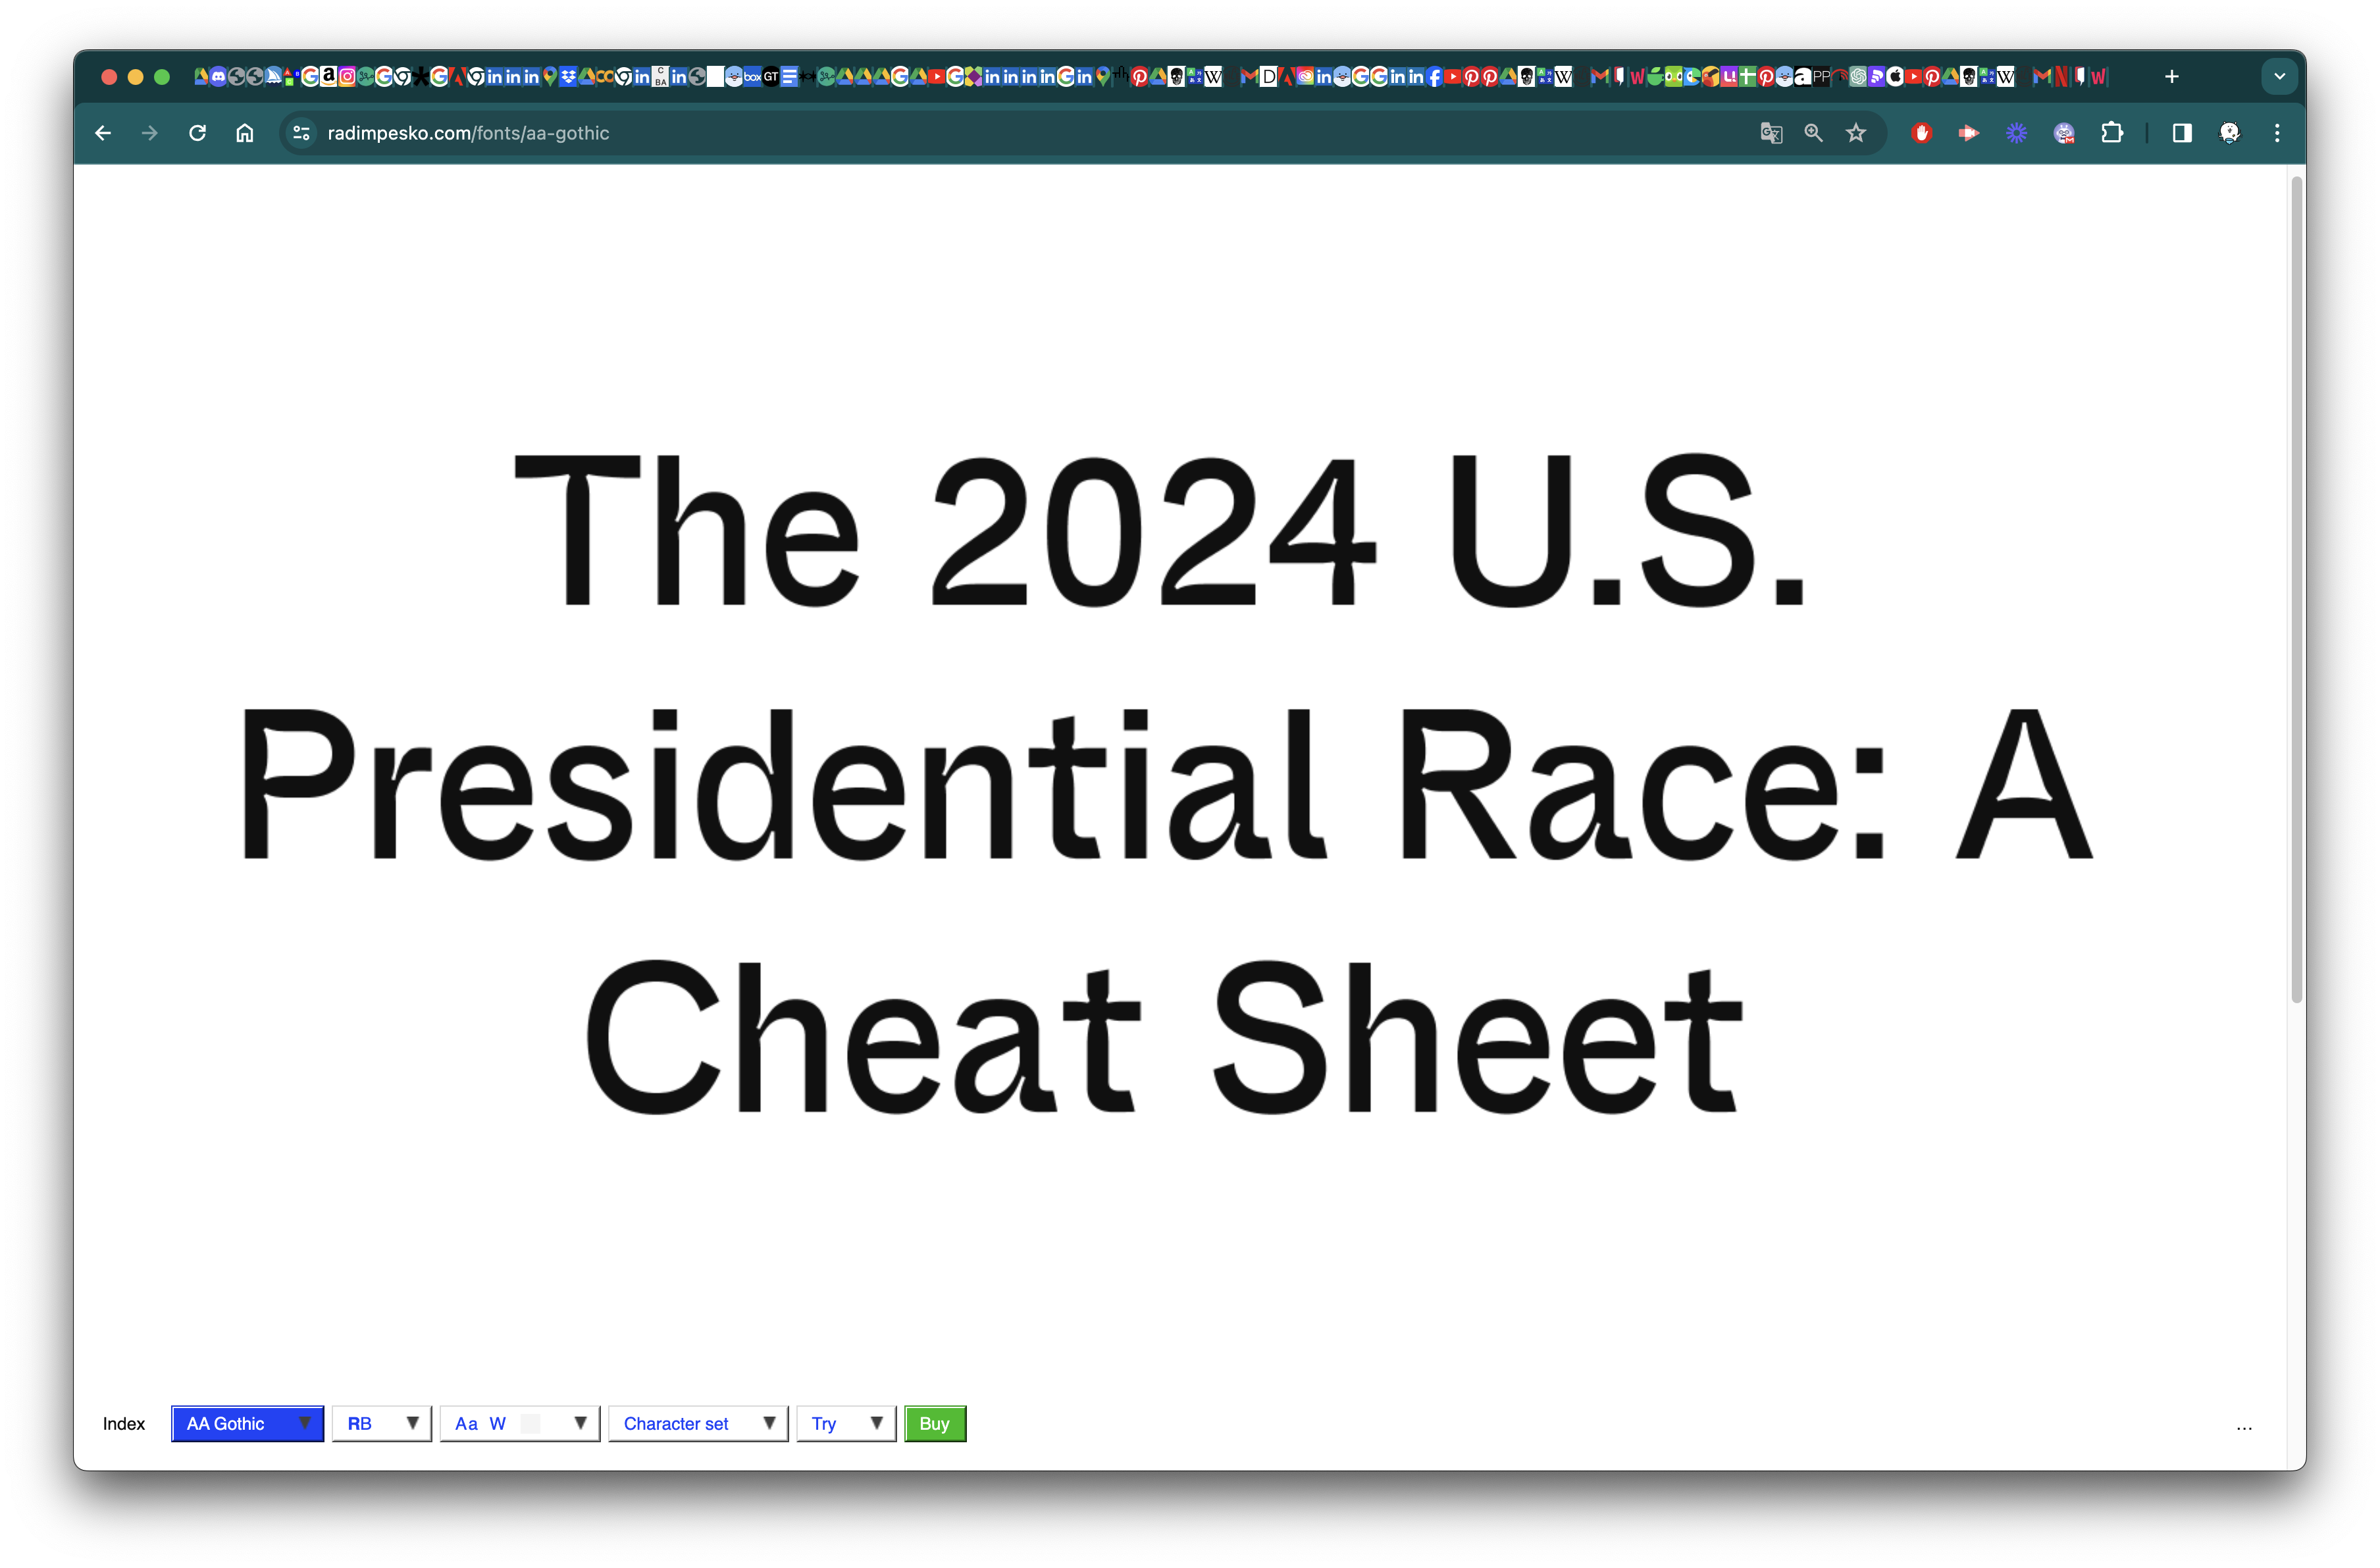 radimpesko.com/fonts/aa-gothic
The 2024 U.S.
Presidential Race: A
Cheat Sheet
Index
AA Gothic
RB
Aa W
Character set
Try
Buy
...